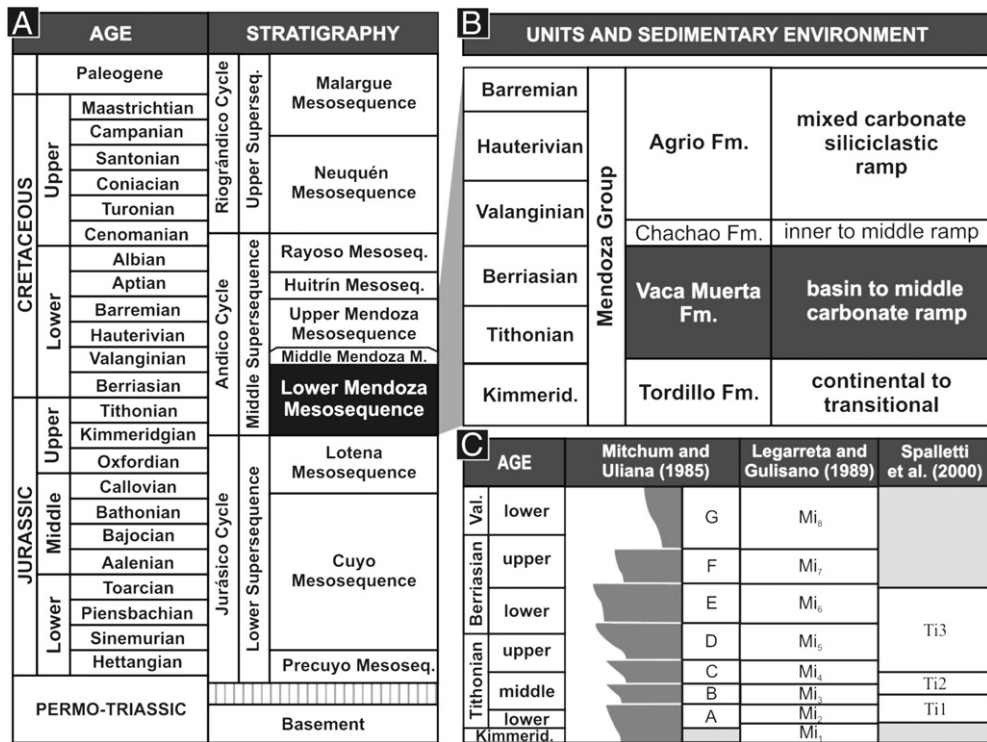 A
AGE
STRATIGRAPHY
CRETACEOUS
JURASSIC
Upper
Lower
Upper
Middle
Lower
Paleogene
Maastrichtian
Campanian
Santonian
Coniacian
Turonian
Cenomanian
Albian
Aptian
Barremian
Hauterivian
Valanginian
Berriasian
Tithonian
Kimmeridgian
Oxfordian
Callovian
Bathonian
Bajocian
Aalenian
Toarcian
Piensbachian
Sinemurian
Hettangian
PERMO-TRIASSIC
Riográndico Cycle
Upper Superseq.
Andico Cycle
Middle Supersequence
Jurásico Cycle
Lower Supersequence
Malargue
Mesosequence
Neuquén
Mesosequence
Rayoso Mesoseq.
Huitrín Mesoseq.
Upper Mendoza
Mesosequence
Middle Mendoza M.
Lower Mendoza
Mesosequence
Lotena
Mesosequence
Cuyo
Mesosequence
Precuyo Mesoseq.
Basement
B
UNITS AND SEDIMENTARY ENVIRONMENT
Barremian
Hauterivian
Valanginian
Berriasian
Tithonian
Kimmerid.
Mendoza Group
Agrio Fm.
mixed carbonate
siliciclastic
ramp
Chachao Fm.
inner to middle ramp
Vaca Muerta
Fm.
basin to middle
carbonate ramp
Tordillo Fm.
continental to
transitional
C
AGE
Mitchum and
Uliana (1985)
Legarreta and
Gulisano (1989)
Spalletti
et al. (2000)
Val.
Berriasian
Tithonian
lower
upper
lower
upper
middle
lower
Kimmerid.
G
F
E
D
C
B
A
Mi₈
Mi₇
Mi₆
Mi₅
Mi₄
Mi₃
Mi₂
Mi₁
Ti3
Ti2
Ti1